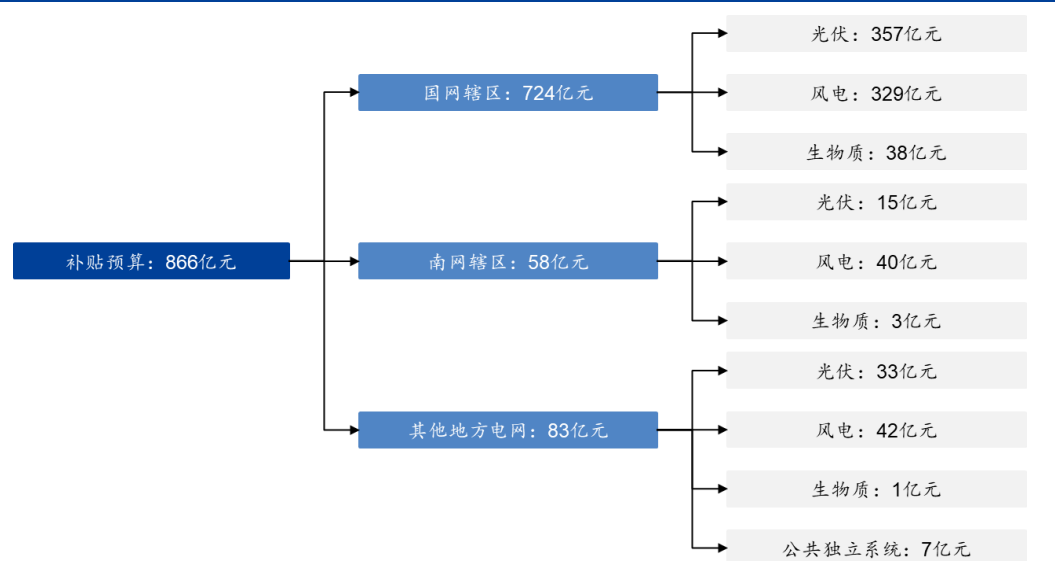 补贴预算：866亿元
国网辖区：724亿元
光伏：357亿元
风电：329亿元
生物质：38亿元
南网辖区：58亿元
光伏：15亿元
风电：40亿元
生物质：3亿元
其他地方电网：83亿元
光伏：33亿元
风电：42亿元
生物质：1亿元
公共独立系统：7亿元